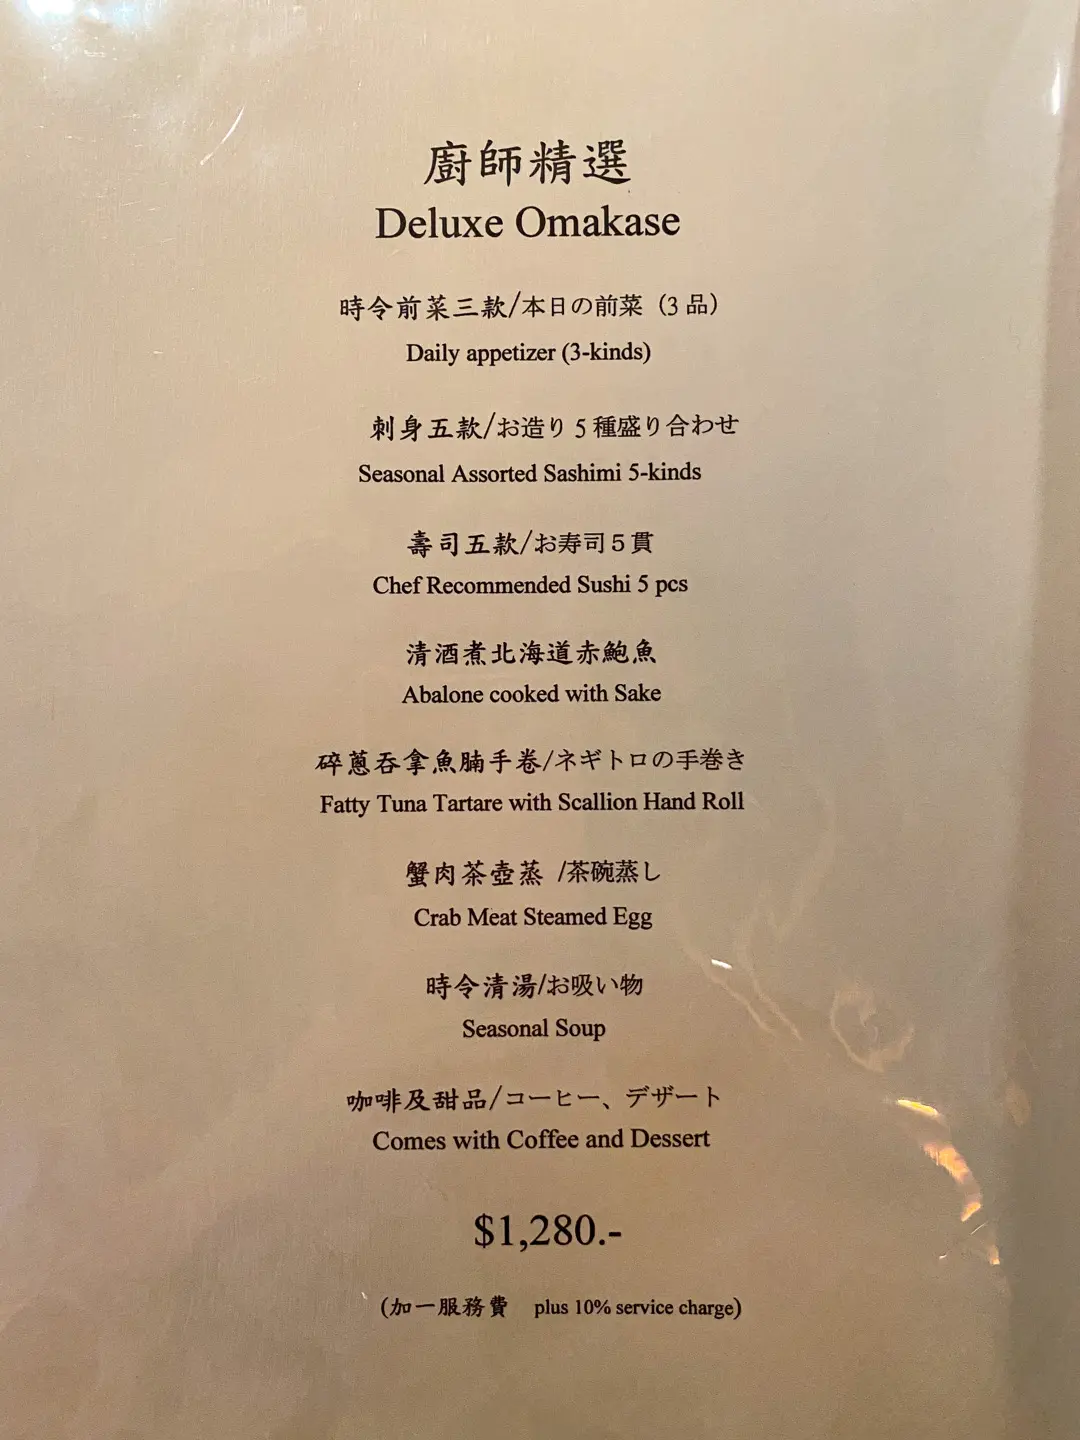 廚師精選
Deluxe Omakase
時令前菜三款/本日の前菜（3 品）
Daily appetizer (3-kinds)
刺身五款/お造り 5 種盛り合わせ
Seasonal Assorted Sashimi 5-kinds
壽司五款/お寿司５貫
Chef Recommended Sushi 5 pcs
清酒煮北海道赤鮑魚
Abalone cooked with Sake
碎蔥吞拿魚腩手卷/ネギトロの手巻き
Fatty Tuna Tartare with Scallion Hand Roll
蟹肉茶壺蒸 /茶碗蒸し
Crab Meat Steamed Egg
時令清湯/お吸い物
Seasonal Soup
咖啡及甜品/コーヒー、デザート
Comes with Coffee and Dessert
$1,280.-
(加一服務費 plus 10% service charge)